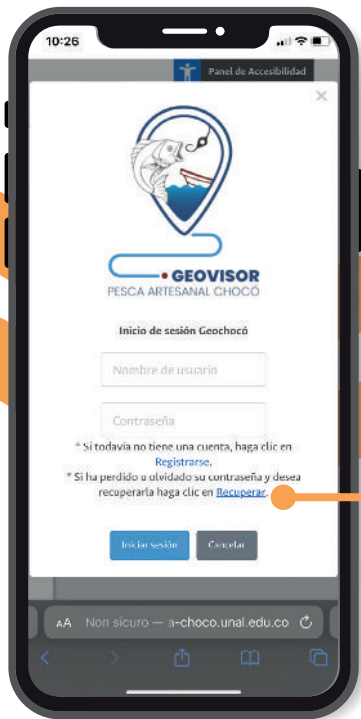 10:26
Panel de Accesibilidad
×
GEOVISOR
PESCA ARTESANAL CHOCÓ
Inicio de sesión Geochocó
Nombre de usuario
Contraseña
* Si todavía no tiene una cuenta, haga clic en
Registrarse.
* Si ha perdido u olvidado su contraseña y desea
recuperarla haga clic en Recuperar.
Iniciar sesión Cancelar
AA Non sicuro — a-choco.unal.edu.co